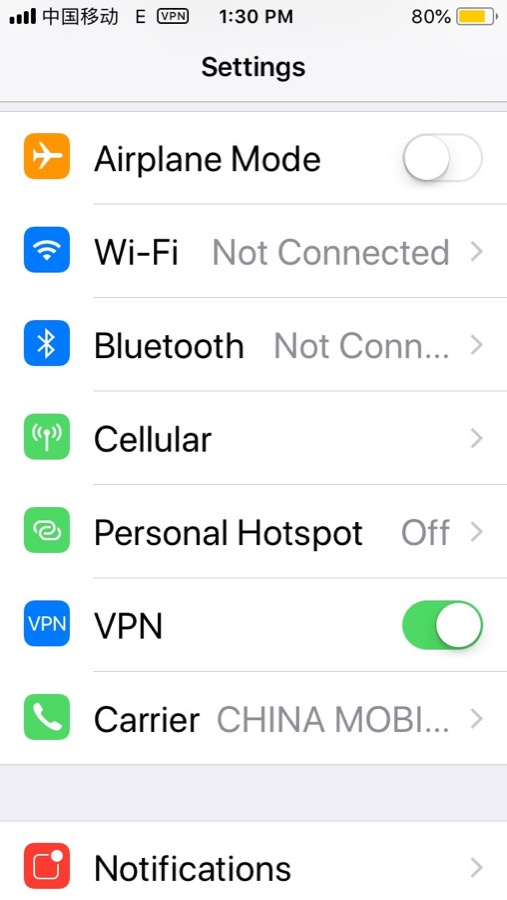 中国移动 E VPN 1:30 PM 80%
Settings
Airplane Mode
Wi-Fi Not Connected
Bluetooth Not Conn...
Cellular
Personal Hotspot Off
VPN VPN
Carrier CHINA MOBI...
Notifications